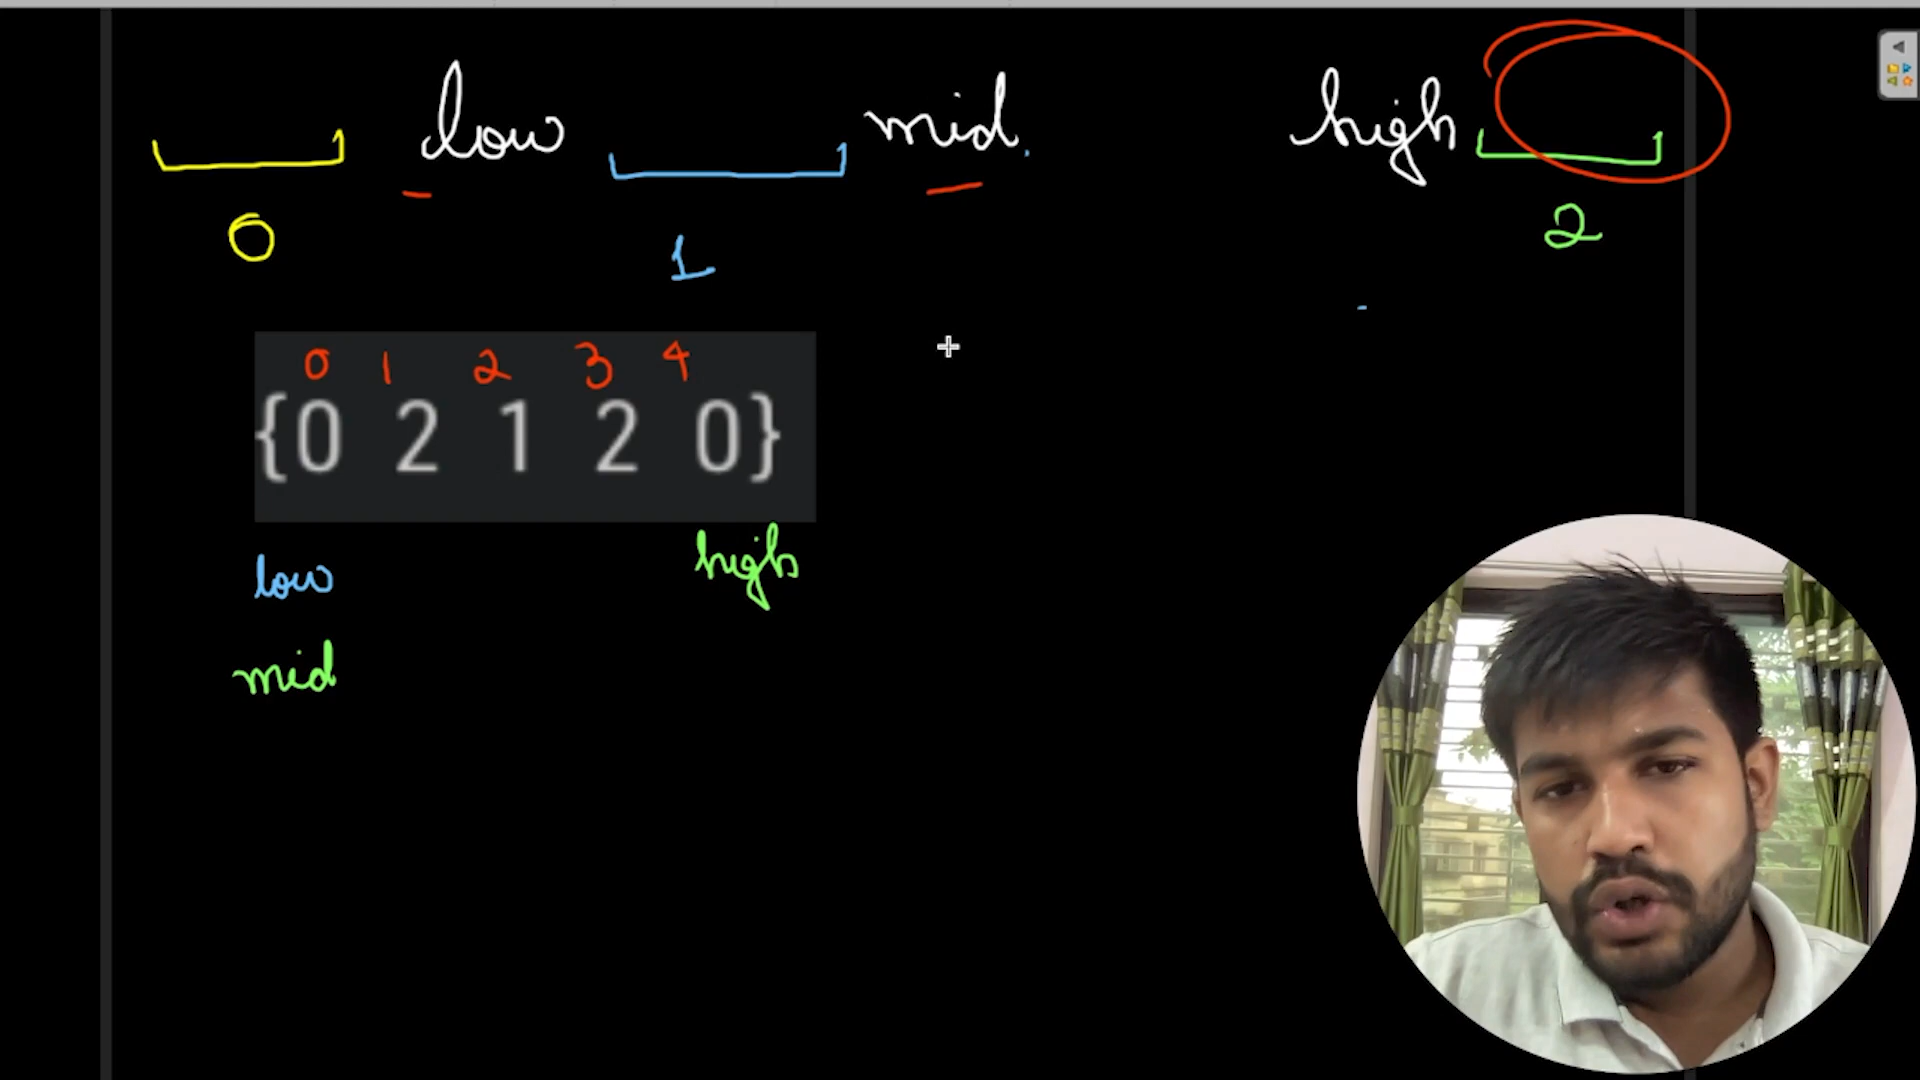 low mid high
0 1 2
0 1 2 3 4
{0 2 1 2 0}
low high
mid